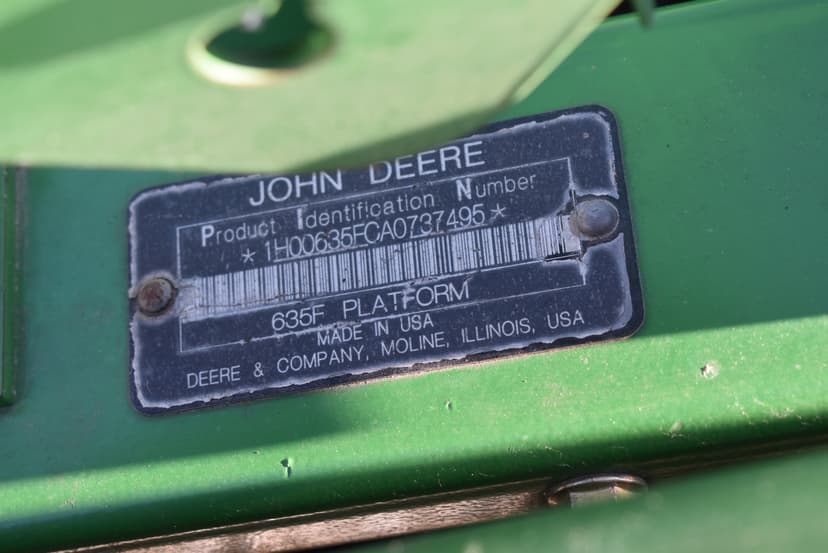 JOHN DEERE
Product Identification Number
*1H00635FCA0737495*
635F PLATFORM
MADE IN USA
DEERE & COMPANY, MOLINE, ILLINOIS, USA